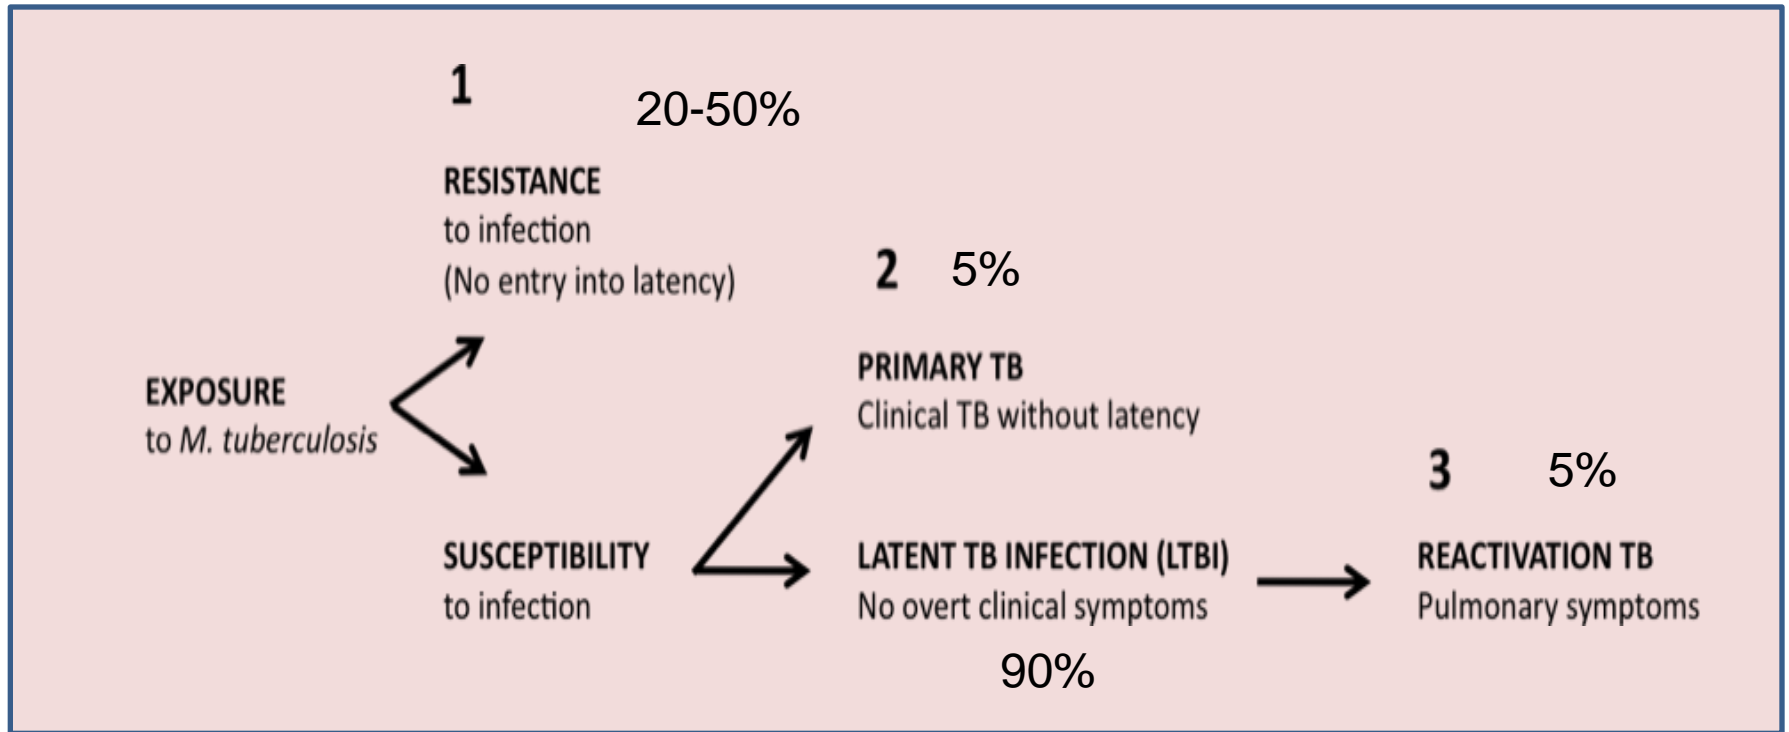 1
20-50%
RESISTANCE
to infection
(No entry into latency)
2 5%
PRIMARY TB
Clinical TB without latency
EXPOSURE
to M. tuberculosis
3 5%
SUSCEPTIBILITY
to infection
LATENT TB INFECTION (LTBI)
No overt clinical symptoms
90%
REACTIVATION TB
Pulmonary symptoms